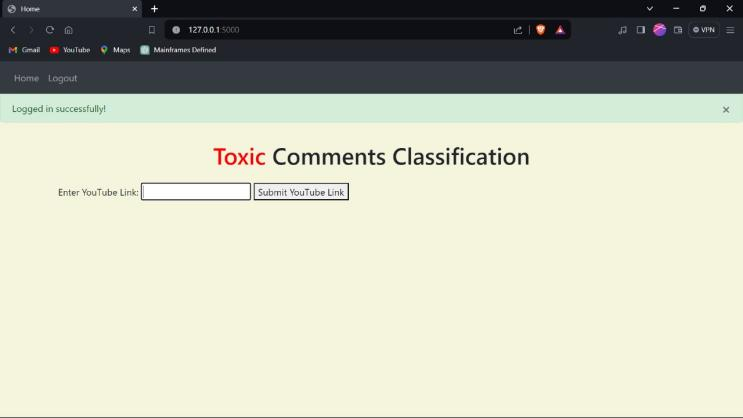 Home
127.0.0.1:5000
VPN
Gmail YouTube Maps Mainframes Defined
Home Logout
Logged in successfully! ×
Toxic Comments Classification
Enter YouTube Link: Submit YouTube Link